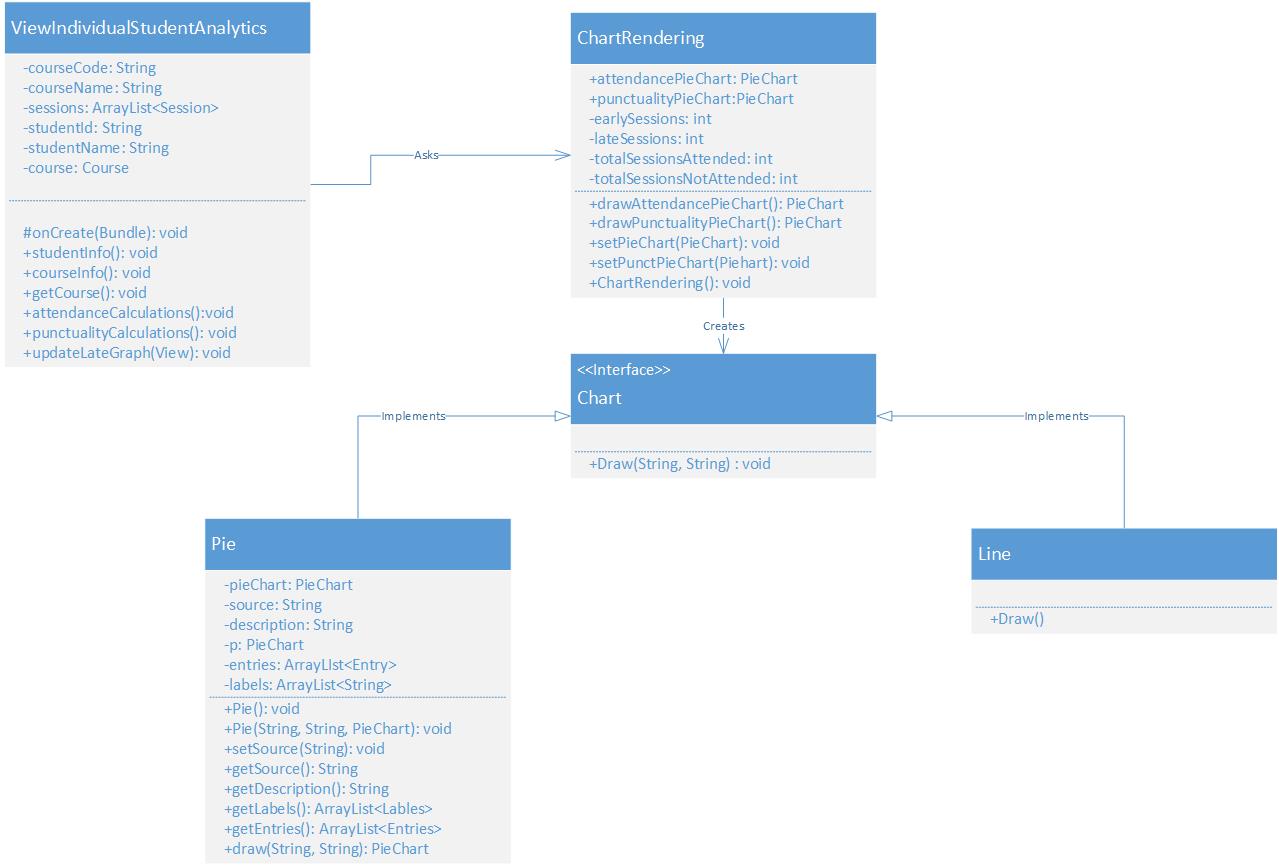 ViewIndividualStudentAnalytics
-courseCode: String
-courseName: String
-sessions: ArrayList<Session>
-studentId: String
-studentName: String
-course: Course
#onCreate(Bundle): void
+studentInfo(): void
+courseInfo(): void
+getCourse(): void
+attendanceCalculations():void
+punctualityCalculations(): void
+updateLateGraph(View): void
Asks
ChartRendering
+attendancePieChart: PieChart
+punctualityPieChart:PieChart
-earlySessions: int
-lateSessions: int
-totalSessionsAttended: int
-totalSessionsNotAttended: int
+drawAttendancePieChart(): PieChart
+drawPunctualityPieChart(): PieChart
+setPieChart(PieChart): void
+setPunctPieChart(Piehart): void
+ChartRendering(): void
Creates
<<Interface>>
Chart
+Draw(String, String) : void
Implements
Implements
Pie
-pieChart: PieChart
-source: String
-description: String
-p: PieChart
-entries: ArrayLIst<Entry>
-labels: ArrayList<String>
+Pie(): void
+Pie(String, String, PieChart): void
+setSource(String): void
+getSource(): String
+getDescription(): String
+getLabels(): ArrayList<Lables>
+getEntries(): ArrayList<Entries>
+draw(String, String): PieChart
Line
+Draw()